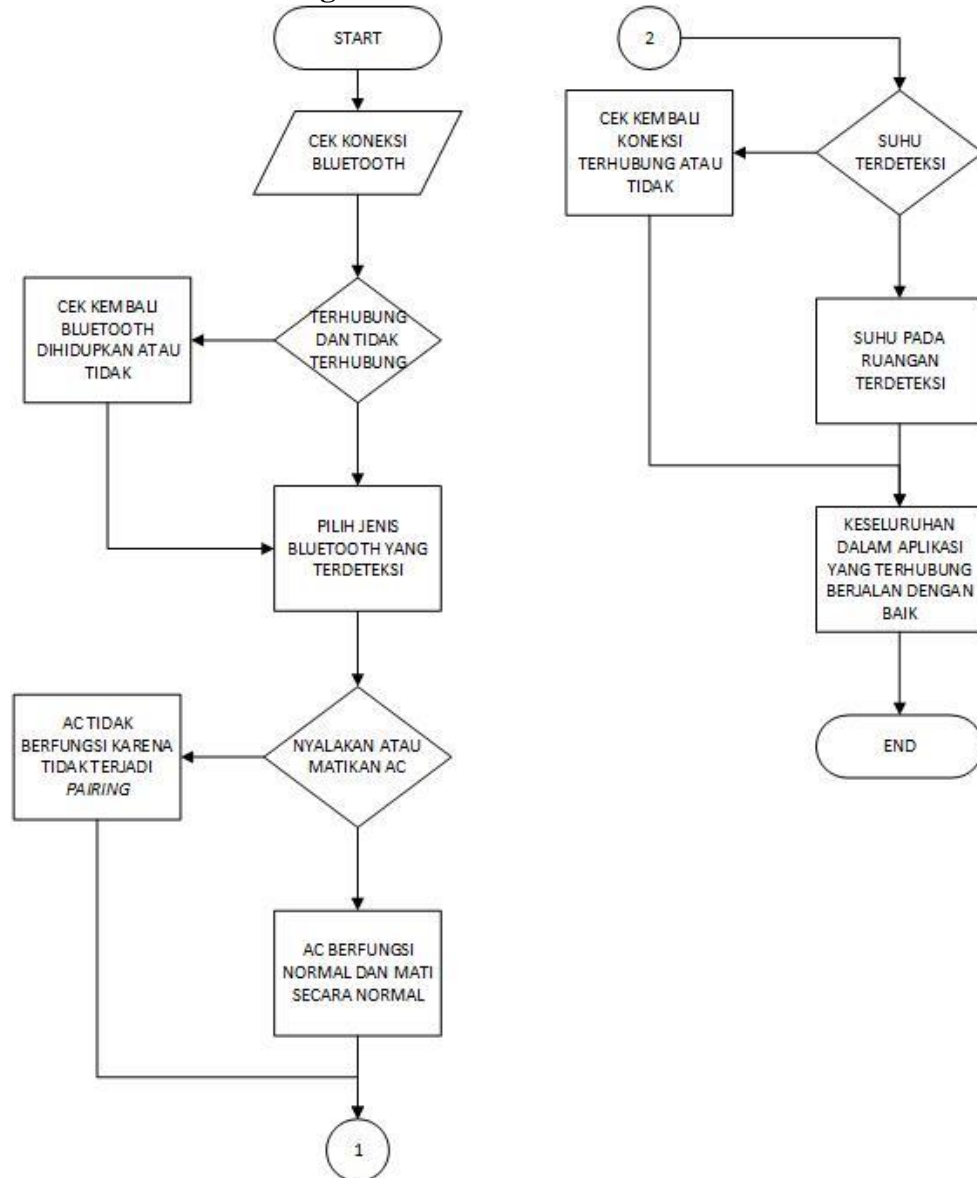 START
CEK KONEKSI
BLUETOOTH
TERHUBUNG
DAN TIDAK
TERHUBUNG
CEK KEMBALI
BLUETOOTH
DIHIDUPKAN ATAU
TIDAK
PILIH JENIS
BLUETOOTH YANG
TERDETEKSI
NYALAKAN ATAU
MATIKAN AC
AC TIDAK
BERFUNGSI KARENA
TIDAK TERJADI
PAIRING
AC BERFUNGSI
NORMAL DAN MATI
SECARA NORMAL
1
2
SUHU
TERDETEKSI
CEK KEMBALI
KONEKSI
TERHUBUNG ATAU
TIDAK
SUHU PADA
RUANGAN
TERDETEKSI
KESELURUHAN
DALAM APLIKASI
YANG TERHUBUNG
BERJALAN DENGAN
BAIK
END